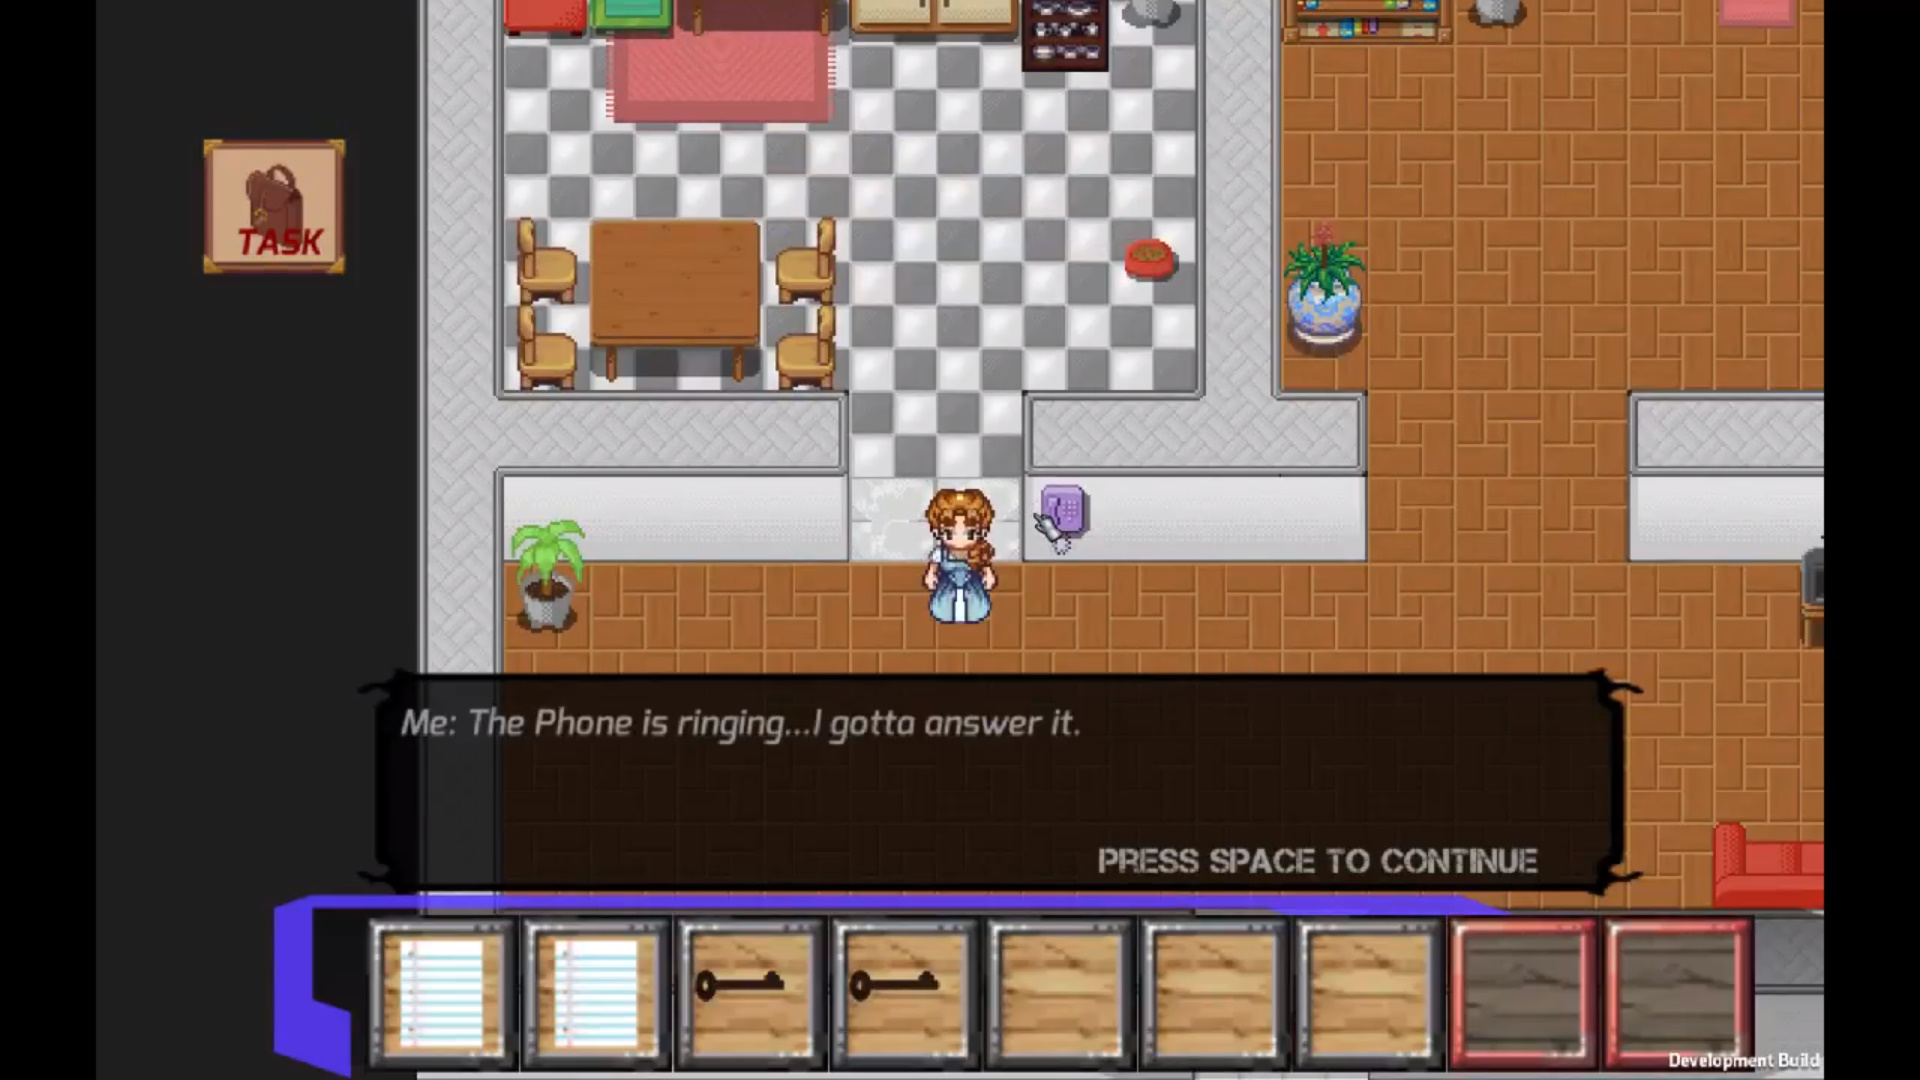 TASK
Me: The Phone is ringing...I gotta answer it.
PRESS SPACE TO CONTINUE
Development Build